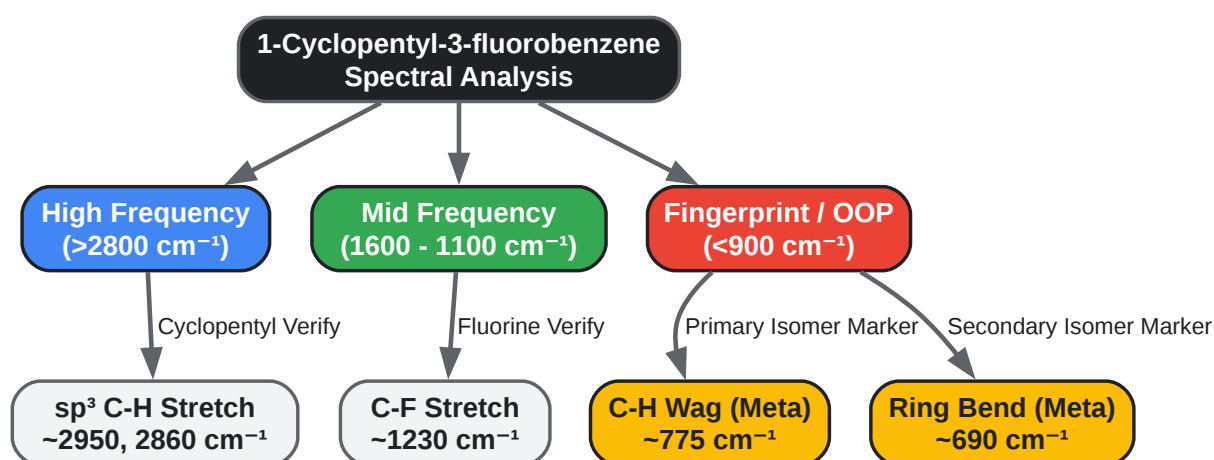 1-Cyclopentyl-3-fluorobenzene
Spectral Analysis
High Frequency
(>2800 cm⁻¹)
Mid Frequency
(1600 - 1100 cm⁻¹)
Fingerprint / OOP
(<900 cm⁻¹)
Cyclopentyl Verify
Fluorine Verify
Primary Isomer Marker
Secondary Isomer Marker
sp³ C-H Stretch
~2950, 2860 cm⁻¹
C-F Stretch
~1230 cm⁻¹
C-H Wag (Meta)
~775 cm⁻¹
Ring Bend (Meta)
~690 cm⁻¹